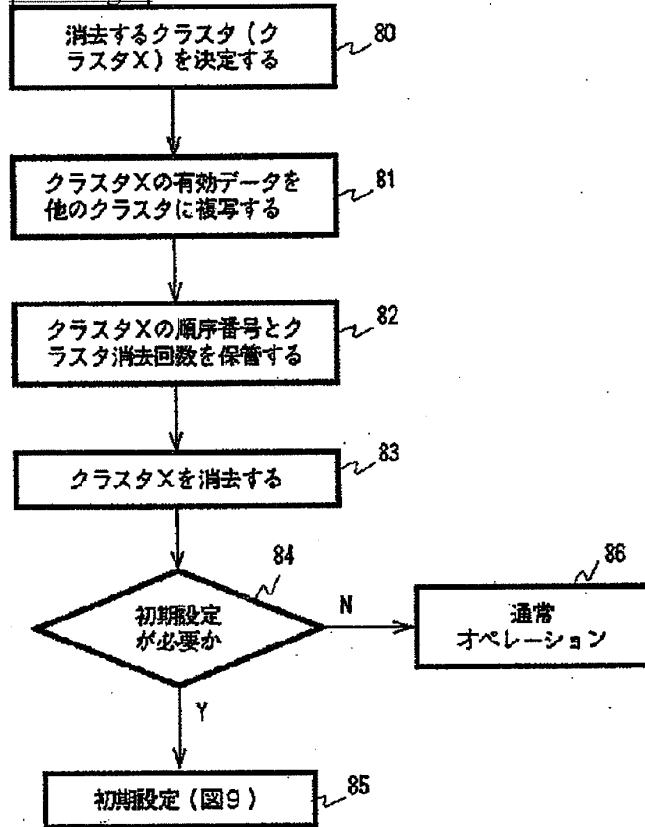 消去するクラスタ（ク
ラスタX）を決定する
80
クラスタXの有効データを
他のクラスタに複写する
81
クラスタXの順序番号とク
ラスタ消去回数を保管する
82
クラスタXを消去する
83
84
初期設定
が必要か
N
86
通常
オペレーション
Y
初期設定（図9）
85